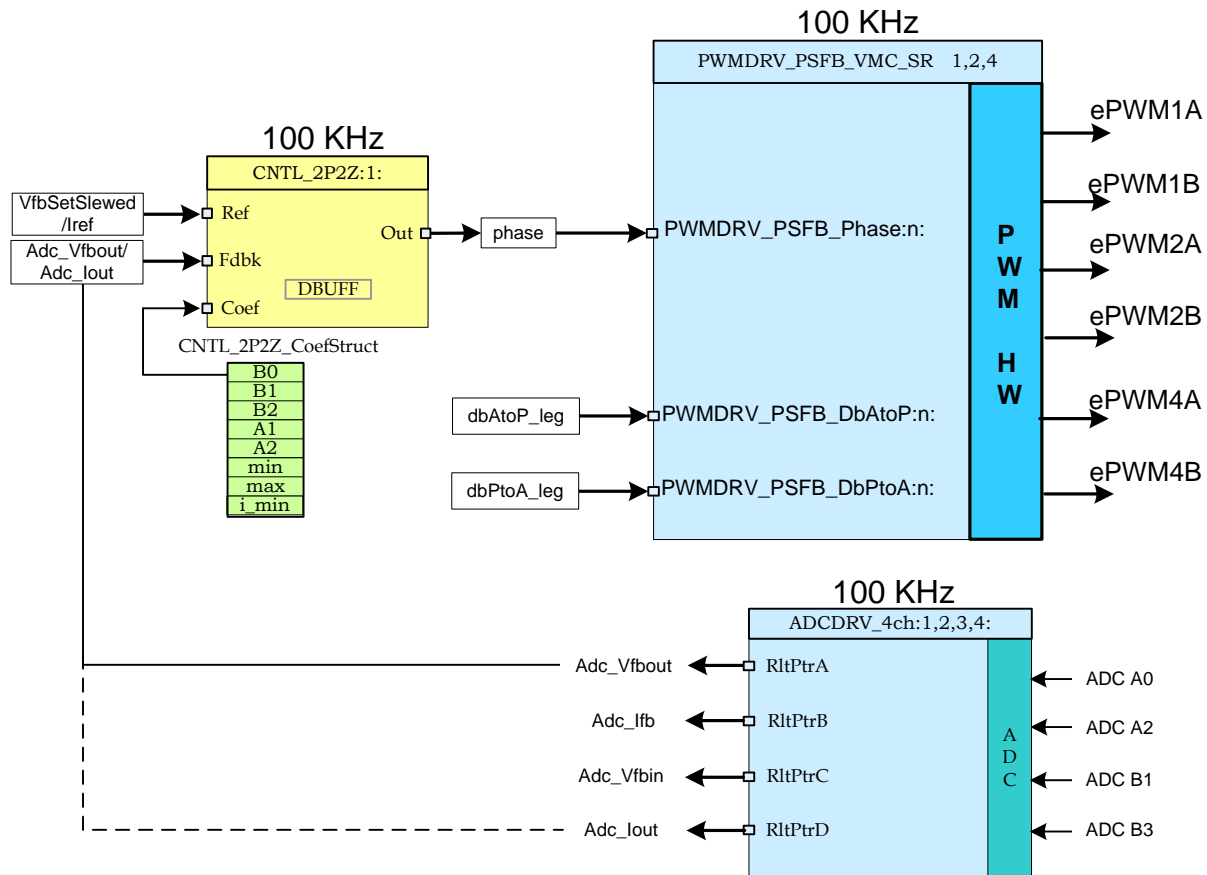 100 KHz
PWMDRV_PSFB_VMC_SR 1,2,4
PWMDRV_PSFB_Phase:n:
PWMDRV_PSFB_DbAtoP:n:
PWMDRV_PSFB_DbPtoA:n:
P
W
M
H
W
ePWM1A
ePWM1B
ePWM2A
ePWM2B
ePWM4A
ePWM4B
100 KHz
CNTL_2P2Z:1:
Ref
Fdbk
Coef
Out
DBUFF
VfbSetSlewed
/Iref
Adc_Vfbout/
Adc_Iout
phase
CNTL_2P2Z_CoefStruct
B0
B1
B2
A1
A2
min
max
i_min
dbAtoP_leg
dbPtoA_leg
100 KHz
ADCDRV_4ch:1,2,3,4:
Adc_Vfbout
RltPtrA
ADC A0
Adc_Ifb
RltPtrB
ADC A2
Adc_Vfbin
RltPtrC
ADC B1
Adc_Iout
RltPtrD
ADC B3
A
D
C